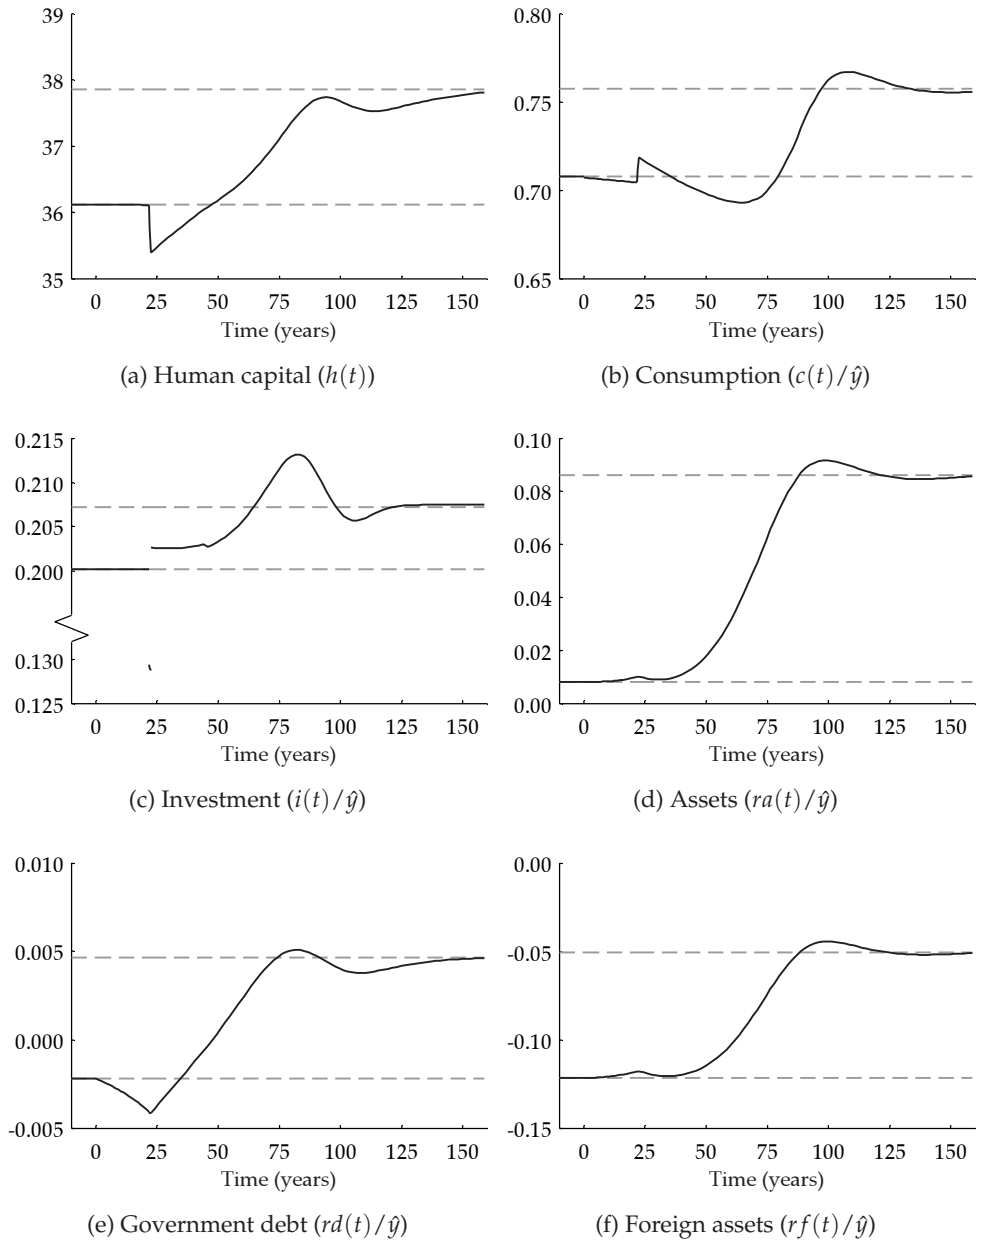 39
38
37
36
35
0 25 50 75 100 125 150
Time (years)
(a) Human capital (h(t))
0.80
0.75
0.70
0.65
0 25 50 75 100 125 150
Time (years)
(b) Consumption (c(t)/ŷ)
0.215
0.210
0.205
0.200
0.130
0.125
0 25 50 75 100 125 150
Time (years)
(c) Investment (i(t)/ŷ)
0.10
0.08
0.06
0.04
0.02
0.00
0 25 50 75 100 125 150
Time (years)
(d) Assets (ra(t)/ŷ)
0.010
0.005
0.000
-0.005
0 25 50 75 100 125 150
Time (years)
(e) Government debt (rd(t)/ŷ)
0.00
-0.05
-0.10
-0.15
0 25 50 75 100 125 150
Time (years)
(f) Foreign assets (rf(t)/ŷ)